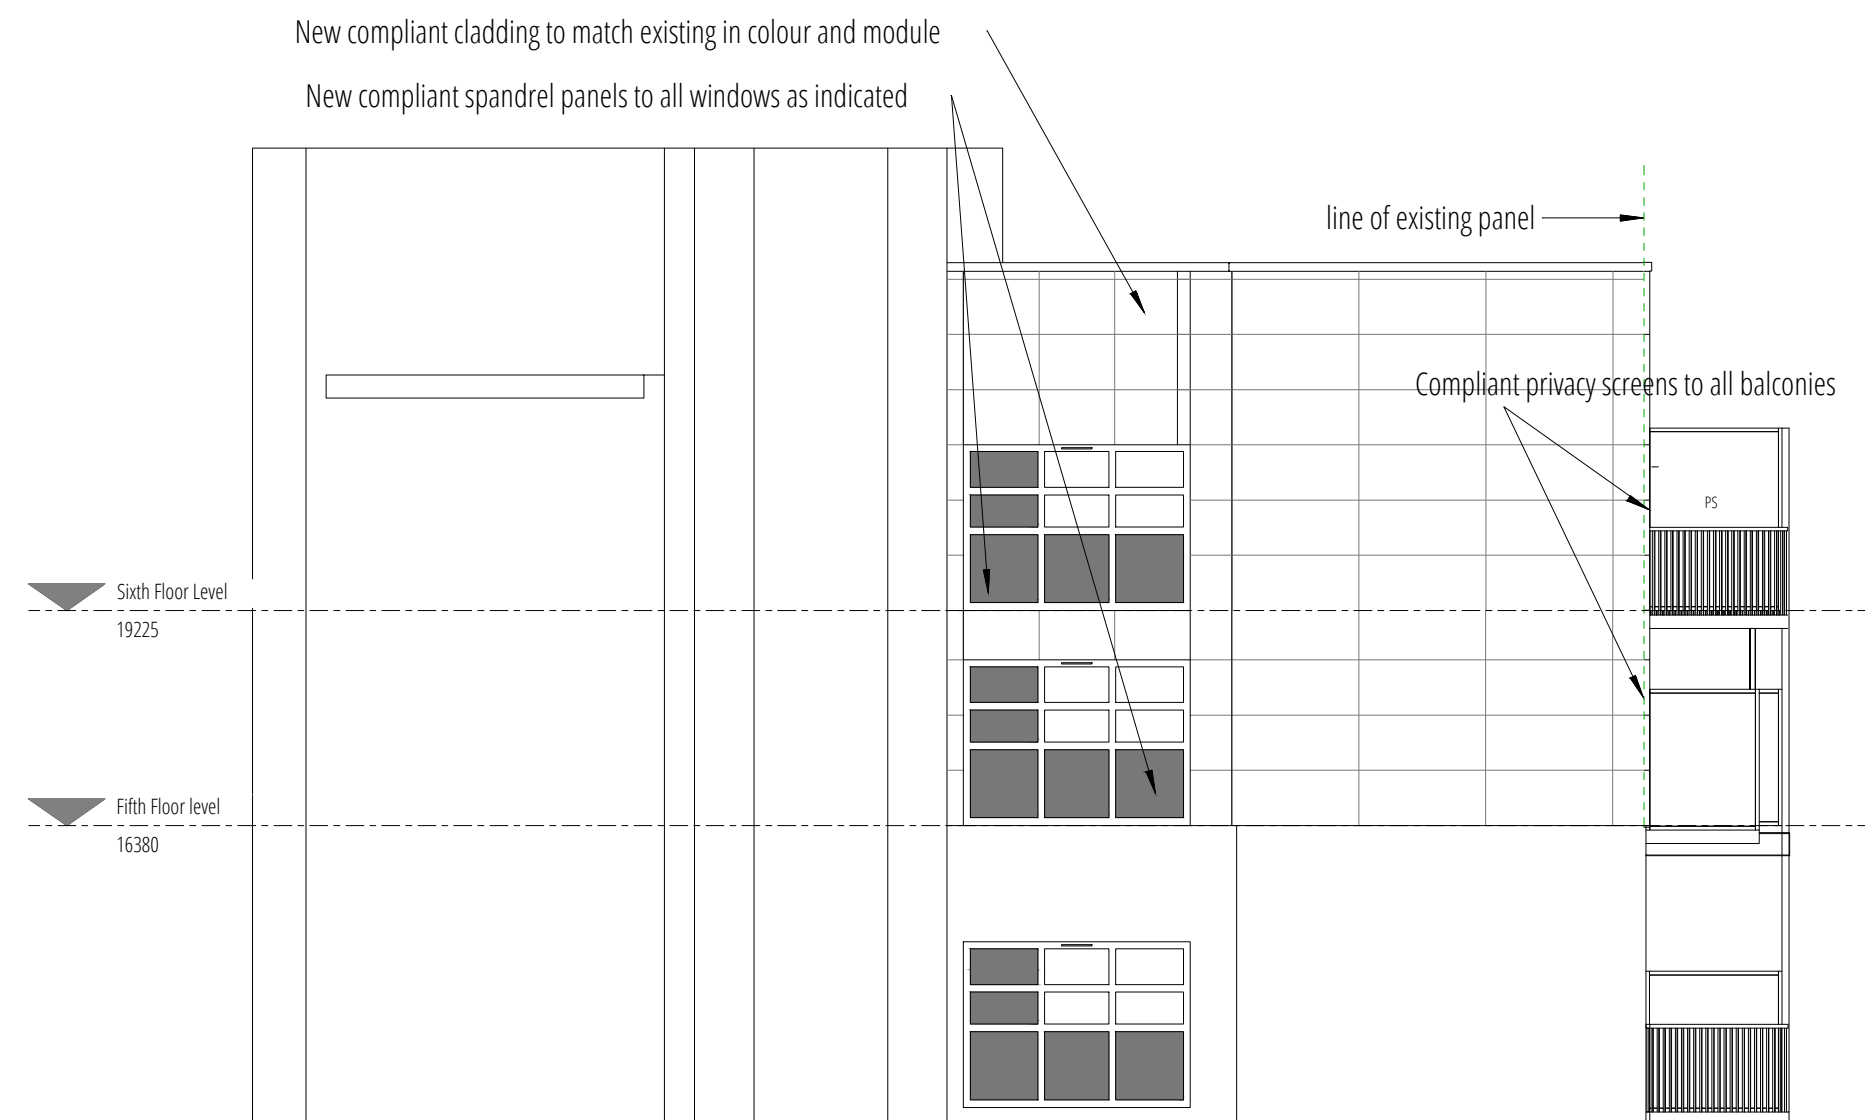 New compliant cladding to match existing in colour and module
New compliant spandrel panels to all windows as indicated
line of existing panel
Compliant privacy screens to all balconies
PS
Sixth Floor Level
19225
Fifth Floor level
16380